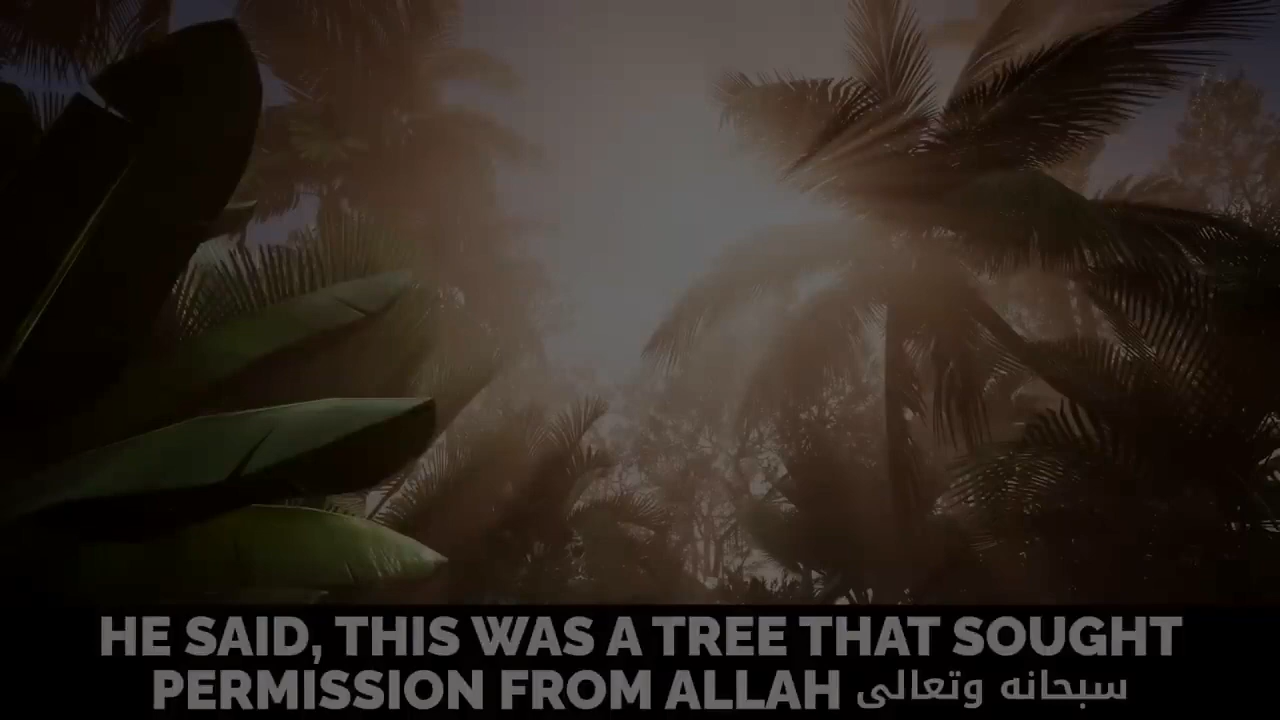 HE SAID, THIS WAS A TREE THAT SOUGHT
PERMISSION FROM ALLAH سبحانه وتعالى